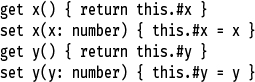 get x() { return this.#x }
set x(x: number) { this.#x = x }
get y() { return this.#y }
set y(y: number) { this.#y = y }